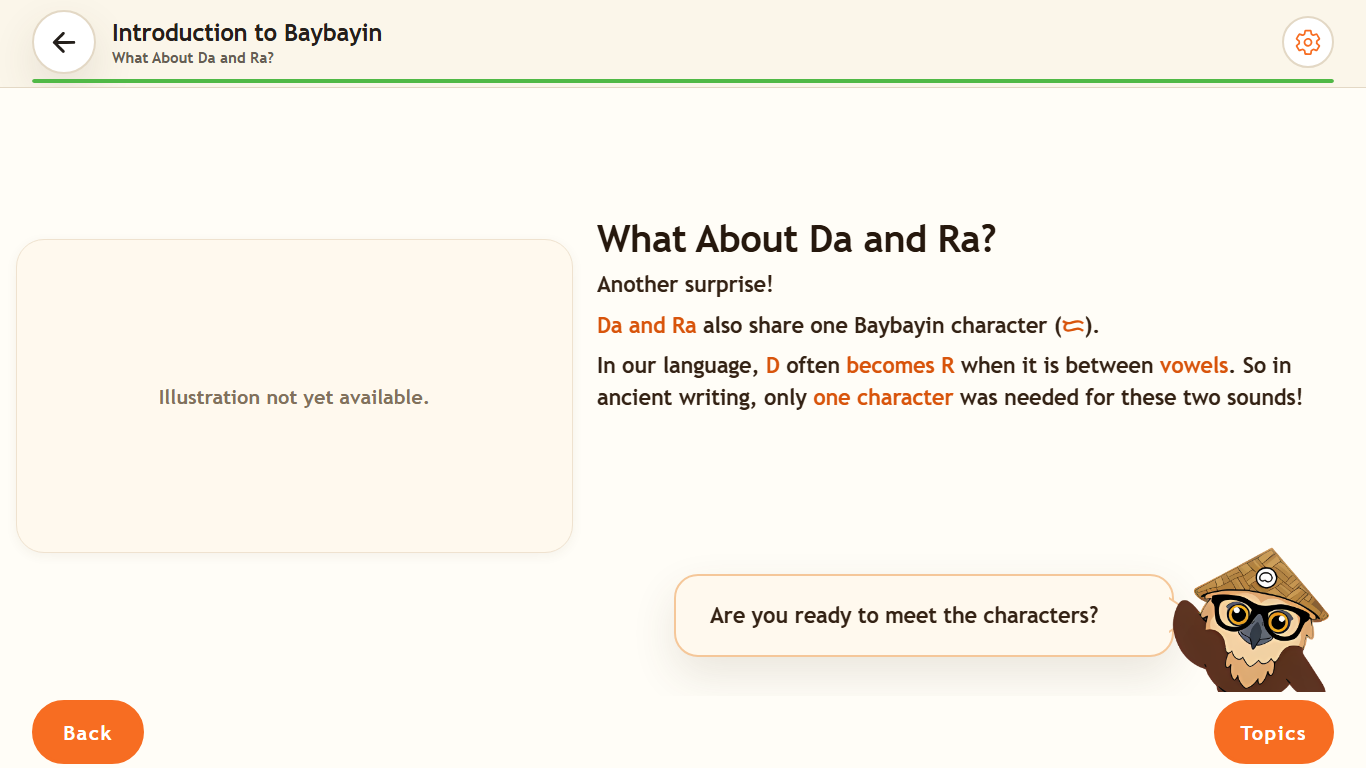 Introduction to Baybayin
What About Da and Ra?
Illustration not yet available.
What About Da and Ra?
Another surprise!
Da and Ra also share one Baybayin character (ᜇ).
In our language, D often becomes R when it is between vowels. So in
ancient writing, only one character was needed for these two sounds!
Are you ready to meet the characters?
Back
Topics